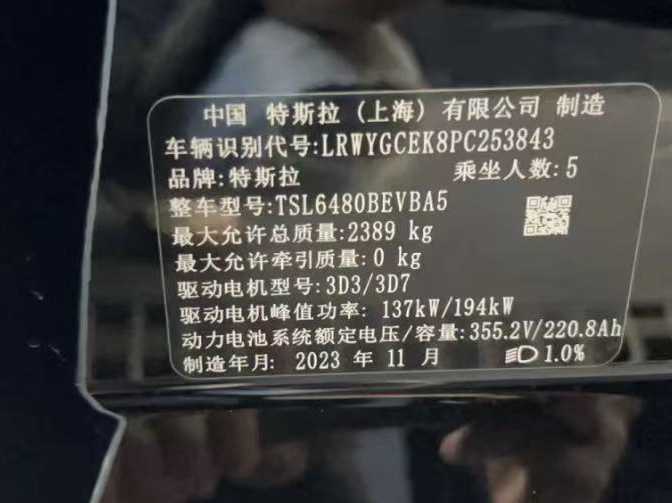 中国 特斯拉 (上海) 有限公司 制造
车辆识别代号:LRWYGCEK8PC253843
品牌:特斯拉 乘坐人数:5
整车型号:TSL6480BEVBA5
最大允许总质量:2389 kg
最大允许牵引质量:0 kg
驱动电机型号:3D3/3D7
驱动电机峰值功率: 137kW/194kW
动力电池系统额定电压/容量:355.2V/220.8Ah
制造年月: 2023 年 11 月 1.0%